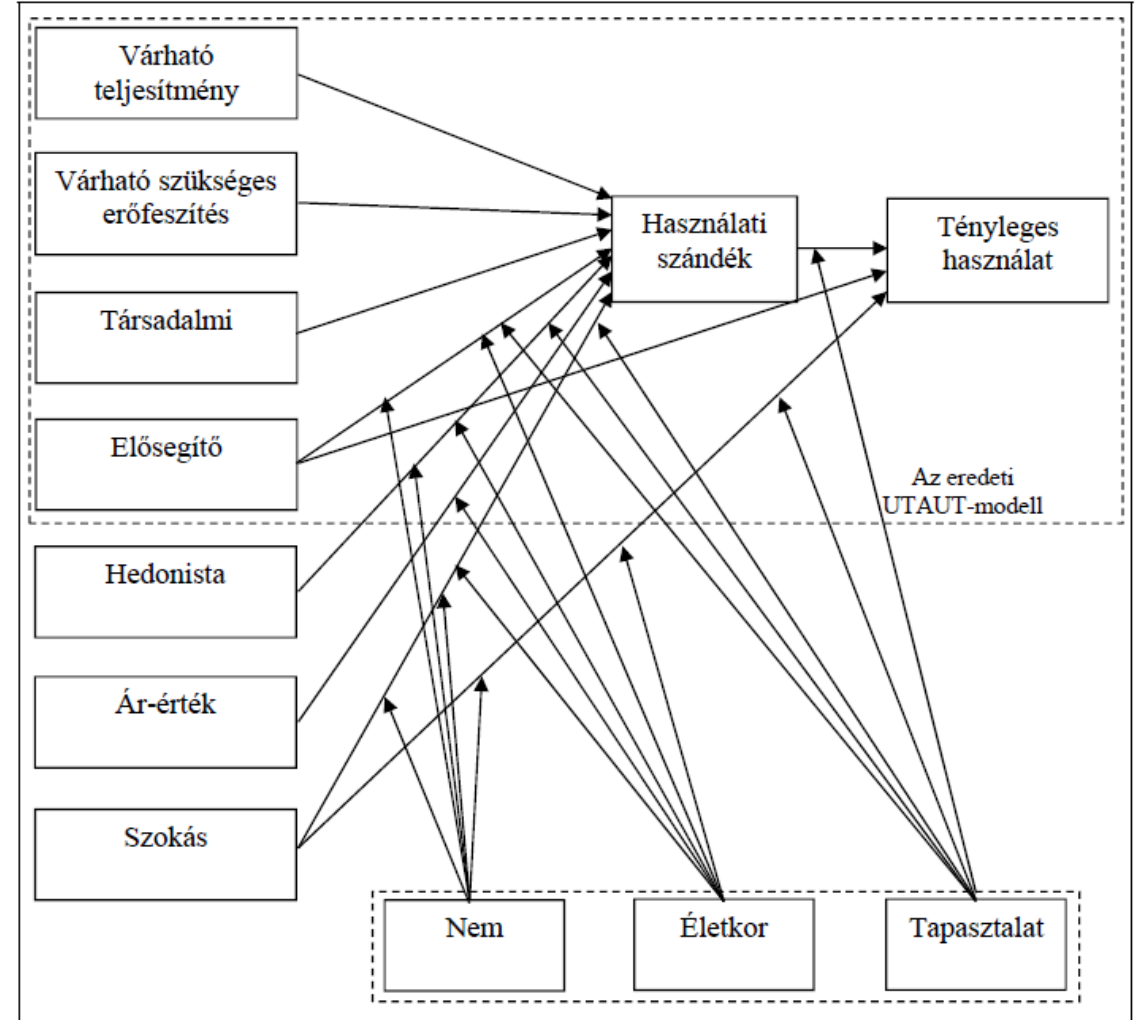 Várható
teljesítmény
Várható szükséges
erőfeszítés
Használati
szándék
Tényleges
használat
Társadalmi
Elősegítő
Az eredeti
UTAUT-modell
Hedonista
Ár-érték
Szokás
Nem
Életkor
Tapasztalat